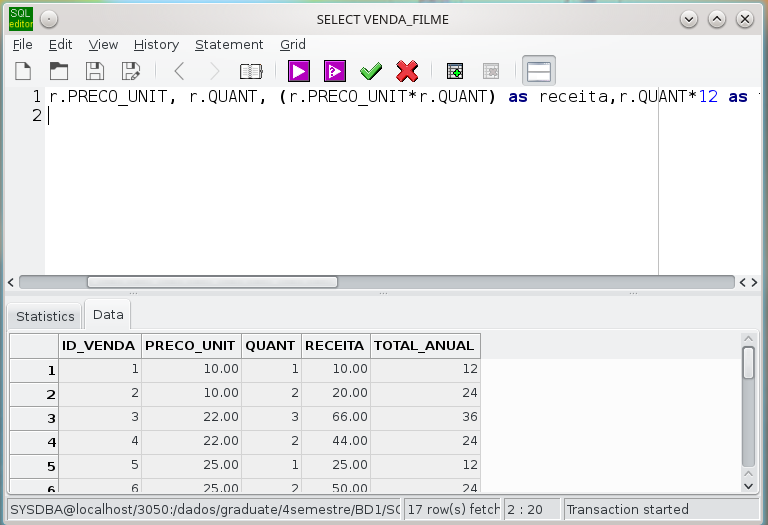 SQL
editor
SELECT VENDA_FILME
File Edit View History Statement Grid
1 r.PRECO_UNIT, r.QUANT, (r.PRECO_UNIT*r.QUANT) as receita,r.QUANT*12 as
2
Statistics Data
ID_VENDA PRECO_UNIT QUANT RECEITA TOTAL_ANUAL
1 1 10.00 1 10.00 12
2 2 10.00 2 20.00 24
3 3 22.00 3 66.00 36
4 4 22.00 2 44.00 24
5 5 25.00 1 25.00 12
6 6 25.00 2 50.00 24
SYSDBA@localhost/3050:/dados/graduate/4semestre/BD1/SC 17 row(s) fetch 2 : 20 Transaction started